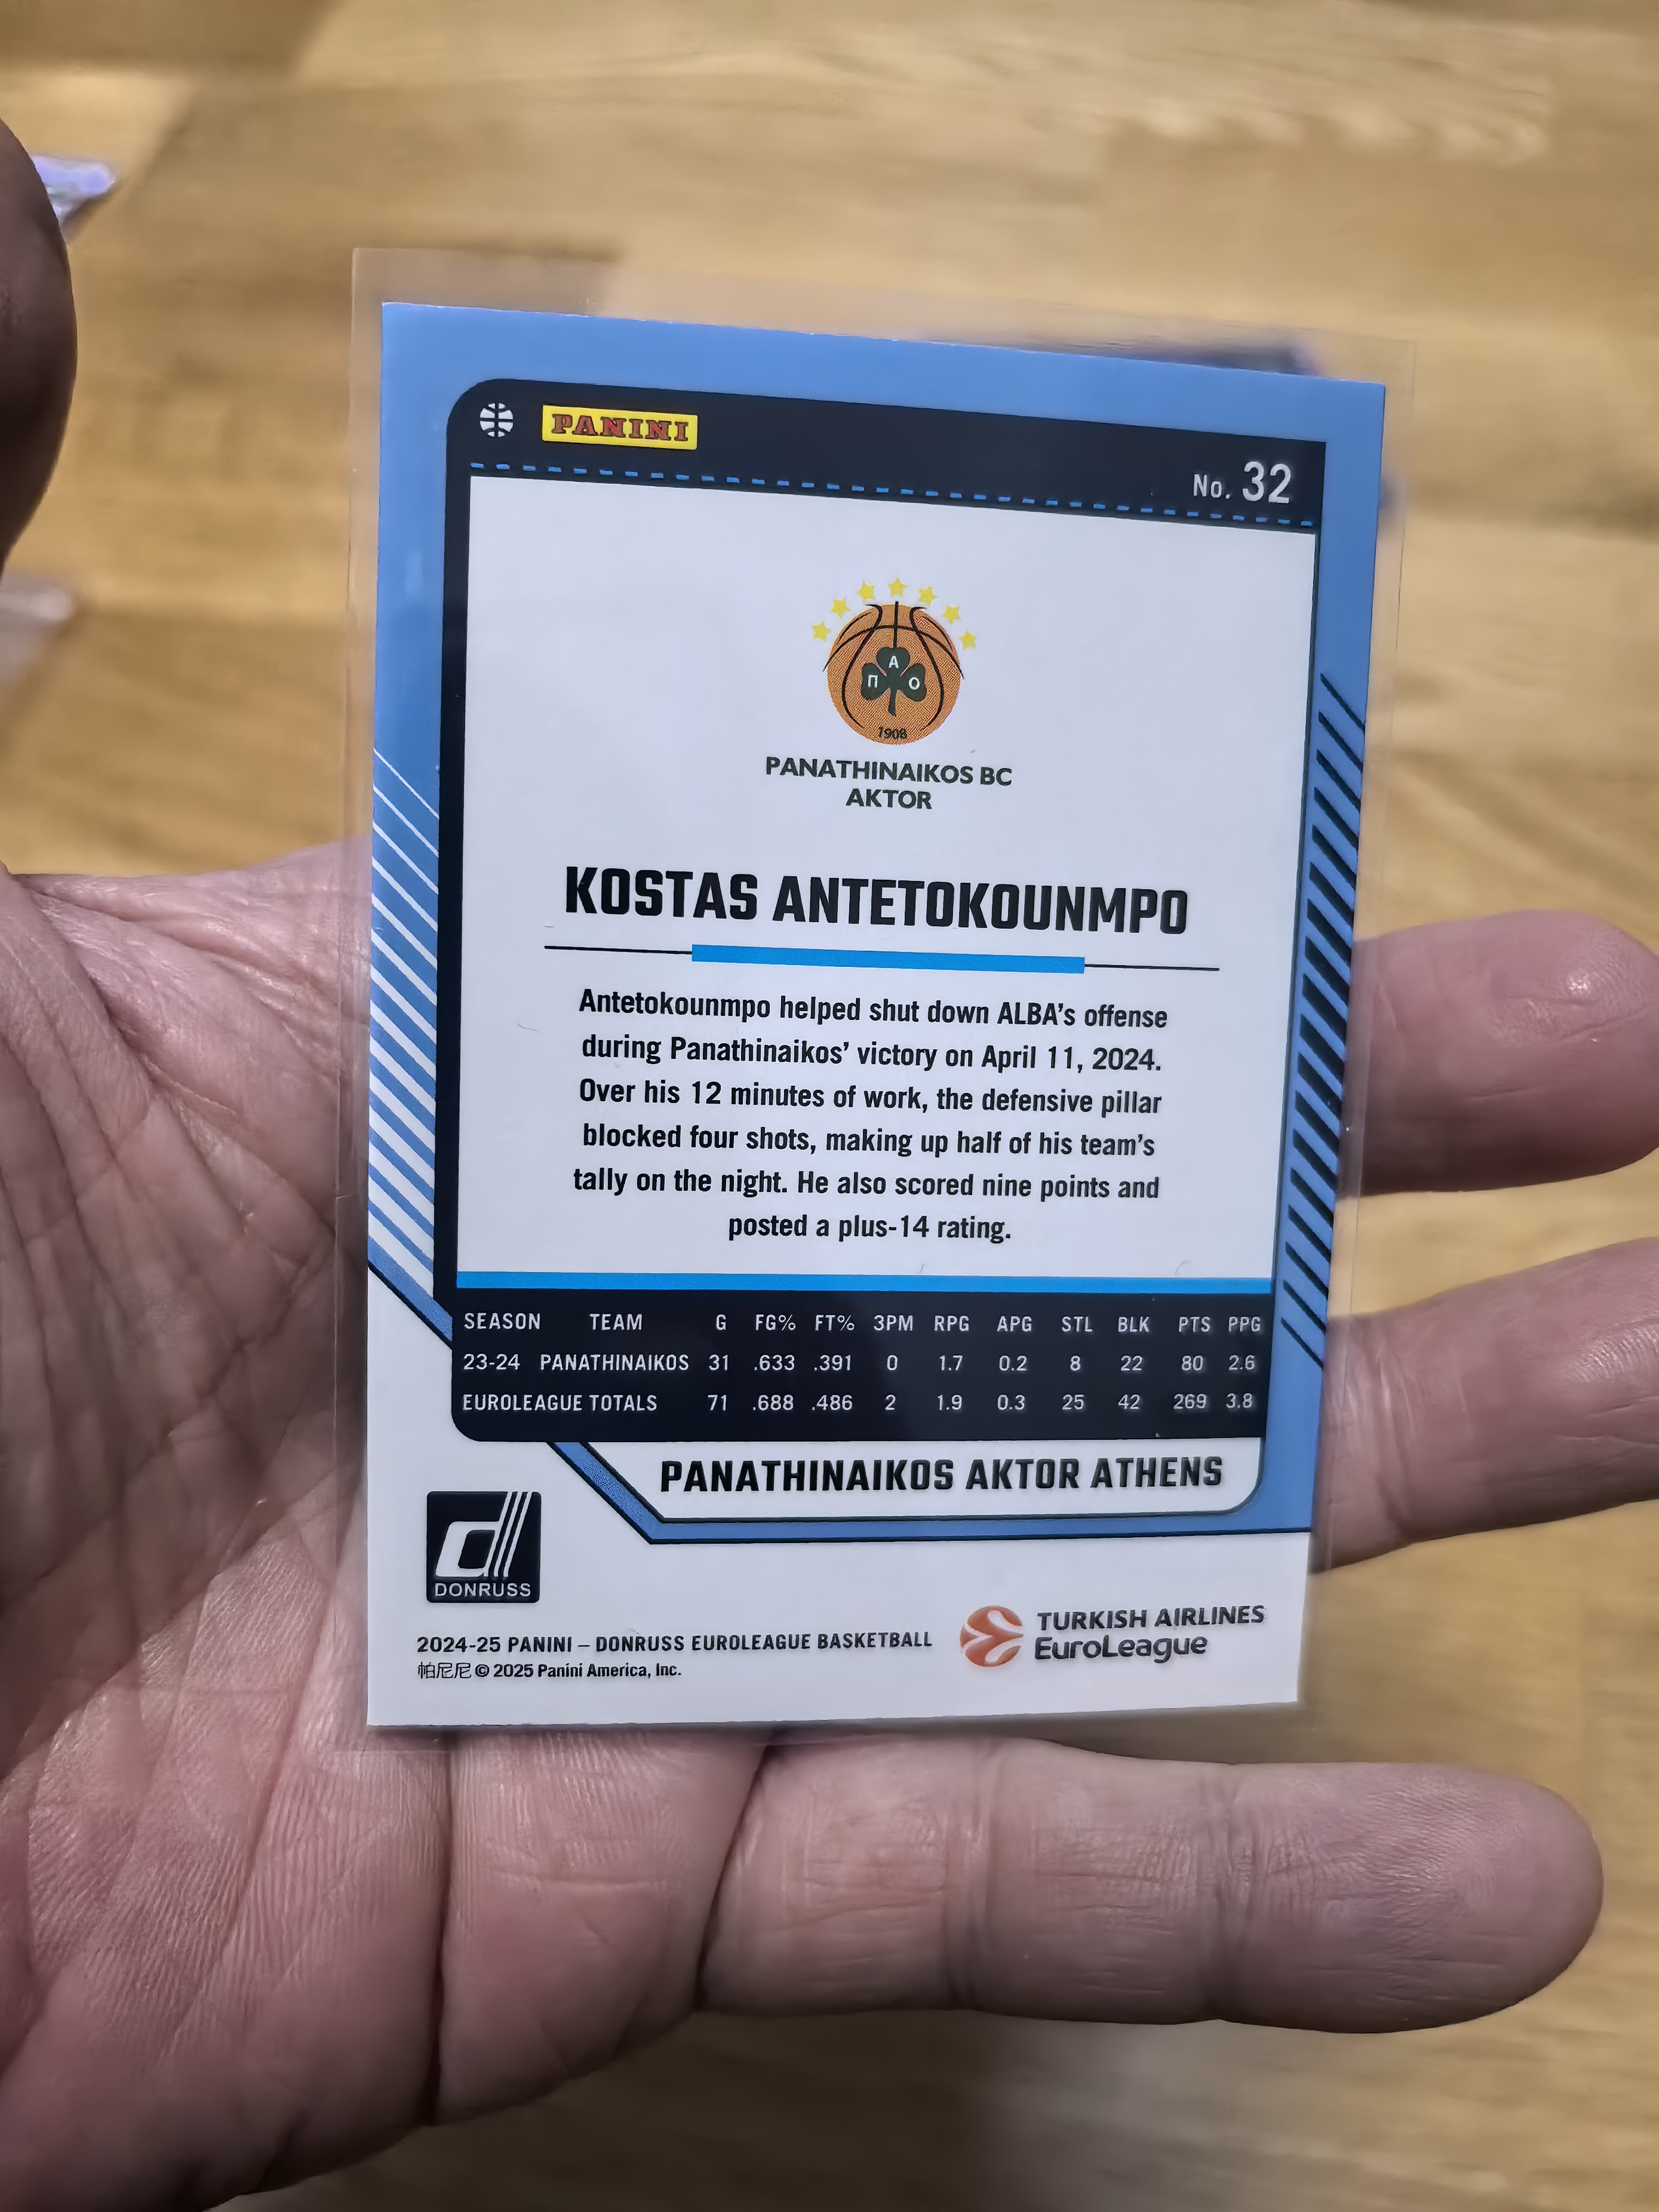 PANINI
No. 32
Α
Π Ο
1908
PANATHINAIKOS BC
AKTOR
KOSTAS ANTETOKOUNMPO
Antetokounmpo helped shut down ALBA’s offense
during Panathinaikos’ victory on April 11, 2024.
Over his 12 minutes of work, the defensive pillar
blocked four shots, making up half of his team’s
tally on the night. He also scored nine points and
posted a plus-14 rating.
SEASON TEAM G FG% FT% 3PM RPG APG STL BLK PTS PPG
23-24 PANATHINAIKOS 31 .633 .391 0 1.7 0.2 8 22 80 2.6
EUROLEAGUE TOTALS 71 .688 .486 2 1.9 0.3 25 42 269 3.8
PANATHINAIKOS AKTOR ATHENS
d
DONRUSS
TURKISH AIRLINES
EuroLeague
2024-25 PANINI – DONRUSS EUROLEAGUE BASKETBALL
帕尼尼 © 2025 Panini America, Inc.